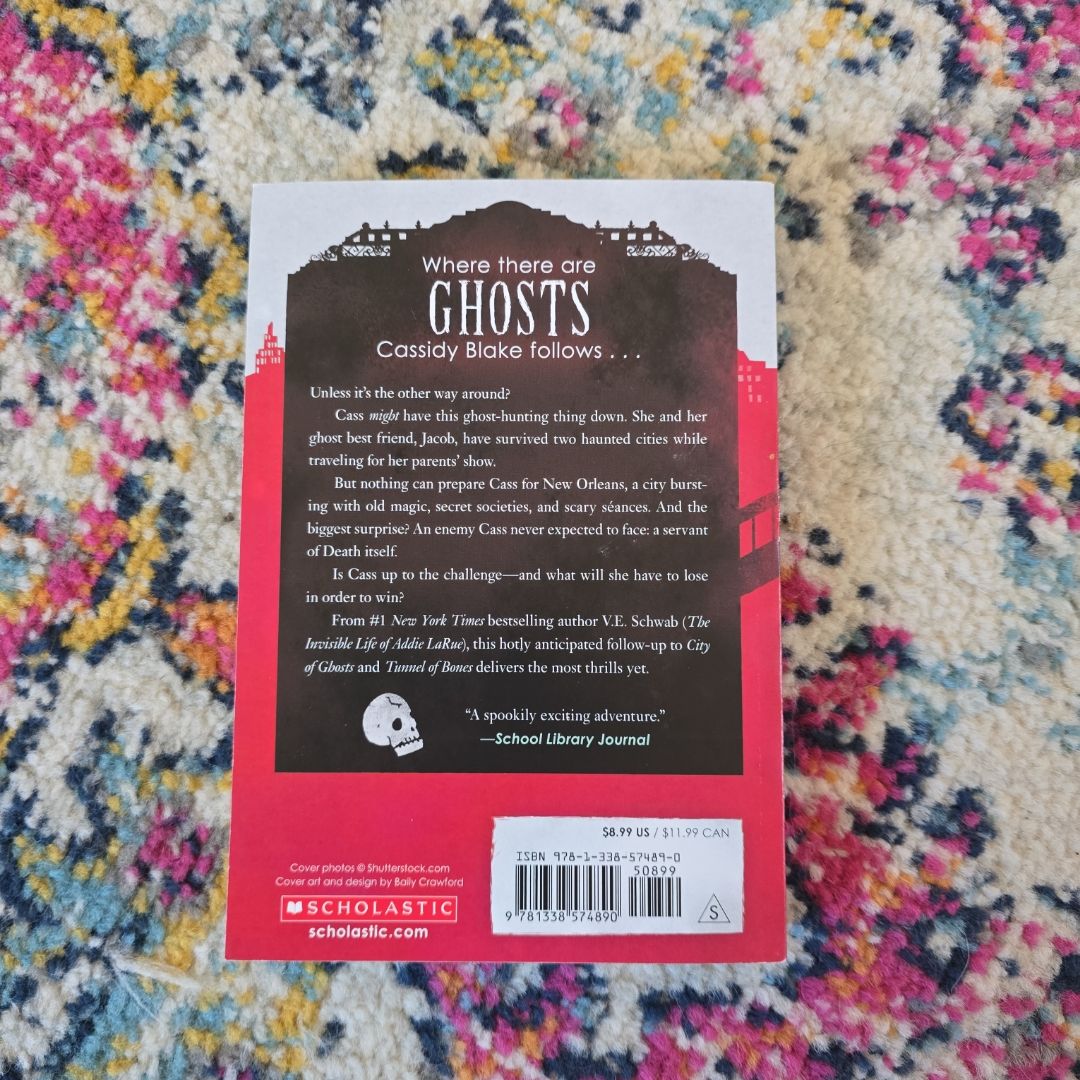 Where there are
GHOSTS
Cassidy Blake follows . . .
Unless it's the other way around?
Cass might have this ghost-hunting thing down. She and her
ghost best friend, Jacob, have survived two haunted cities while
traveling for her parents' show.
But nothing can prepare Cass for New Orleans, a city burst-
ing with old magic, secret societies, and scary séances. And the
biggest surprise? An enemy Cass never expected to face: a servant
of Death itself.
Is Cass up to the challenge—and what will she have to lose
in order to win?
From #1 New York Times bestselling author V.E. Schwab (The
Invisible Life of Addie LaRue), this hotly anticipated follow-up to City
of Ghosts and Tunnel of Bones delivers the most thrills yet.
"A spookily exciting adventure."
—School Library Journal
$8.99 US / $11.99 CAN
ISBN 978-1-338-57489-0
50899
9 781338 574890
S
Cover photos © Shutterstock.com
Cover art and design by Baily Crawford
SCHOLASTIC
scholastic.com